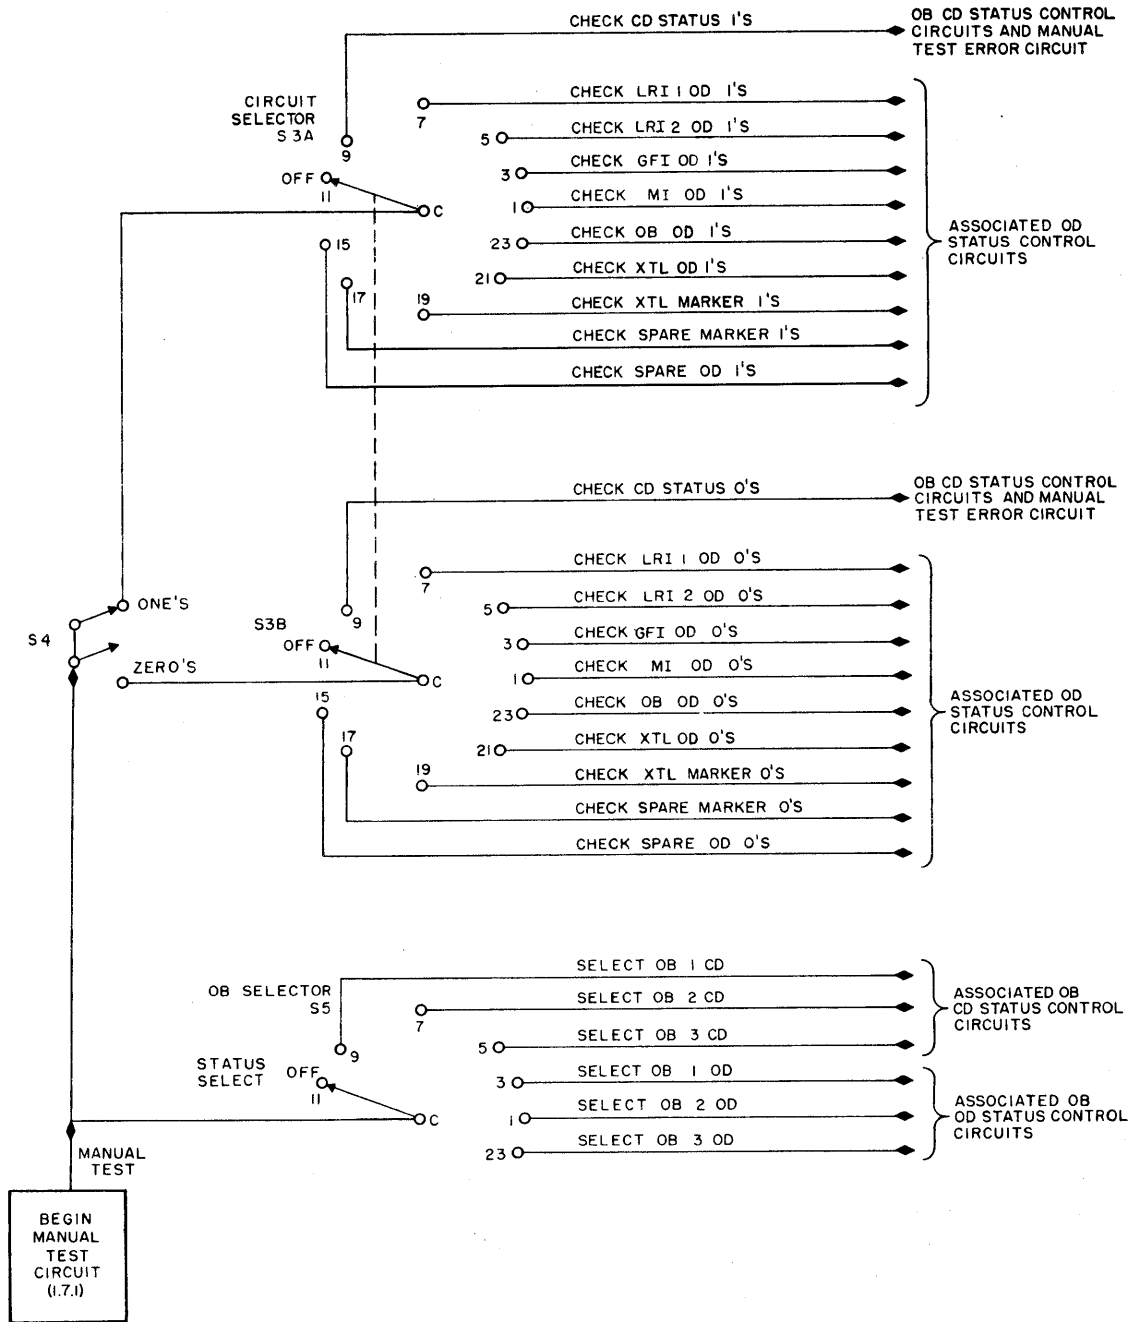 CHECK CD STATUS 1'S
OB CD STATUS CONTROL
CIRCUITS AND MANUAL
TEST ERROR CIRCUIT
CIRCUIT
SELECTOR
S3A
9
7
CHECK LRI 1 OD 1'S
5
CHECK LRI 2 OD 1'S
OFF
11
3
CHECK GFI OD 1'S
C
1
CHECK MI OD 1'S
15
23
CHECK OB OD 1'S
ASSOCIATED OD
STATUS CONTROL
CIRCUITS
17
21
CHECK XTL OD 1'S
19
CHECK XTL MARKER 1'S
CHECK SPARE MARKER 1'S
CHECK SPARE OD 1'S
CHECK CD STATUS 0'S
OB CD STATUS CONTROL
CIRCUITS AND MANUAL
TEST ERROR CIRCUIT
7
CHECK LRI 1 OD 0'S
S4
ONE'S
ZERO'S
S3B
9
5
CHECK LRI 2 OD 0'S
OFF
11
3
CHECK GFI OD 0'S
C
1
CHECK MI OD 0'S
15
23
CHECK OB OD 0'S
ASSOCIATED OD
STATUS CONTROL
CIRCUITS
17
21
CHECK XTL OD 0'S
19
CHECK XTL MARKER 0'S
CHECK SPARE MARKER 0'S
CHECK SPARE OD 0'S
OB SELECTOR
S5
SELECT OB 1 CD
7
SELECT OB 2 CD
ASSOCIATED OB
CD STATUS CONTROL
CIRCUITS
9
5
SELECT OB 3 CD
STATUS
SELECT
OFF
11
3
SELECT OB 1 OD
C
1
SELECT OB 2 OD
ASSOCIATED OB
OD STATUS CONTROL
CIRCUITS
23
SELECT OB 3 OD
MANUAL
TEST
BEGIN
MANUAL
TEST
CIRCUIT
(1.7.1)